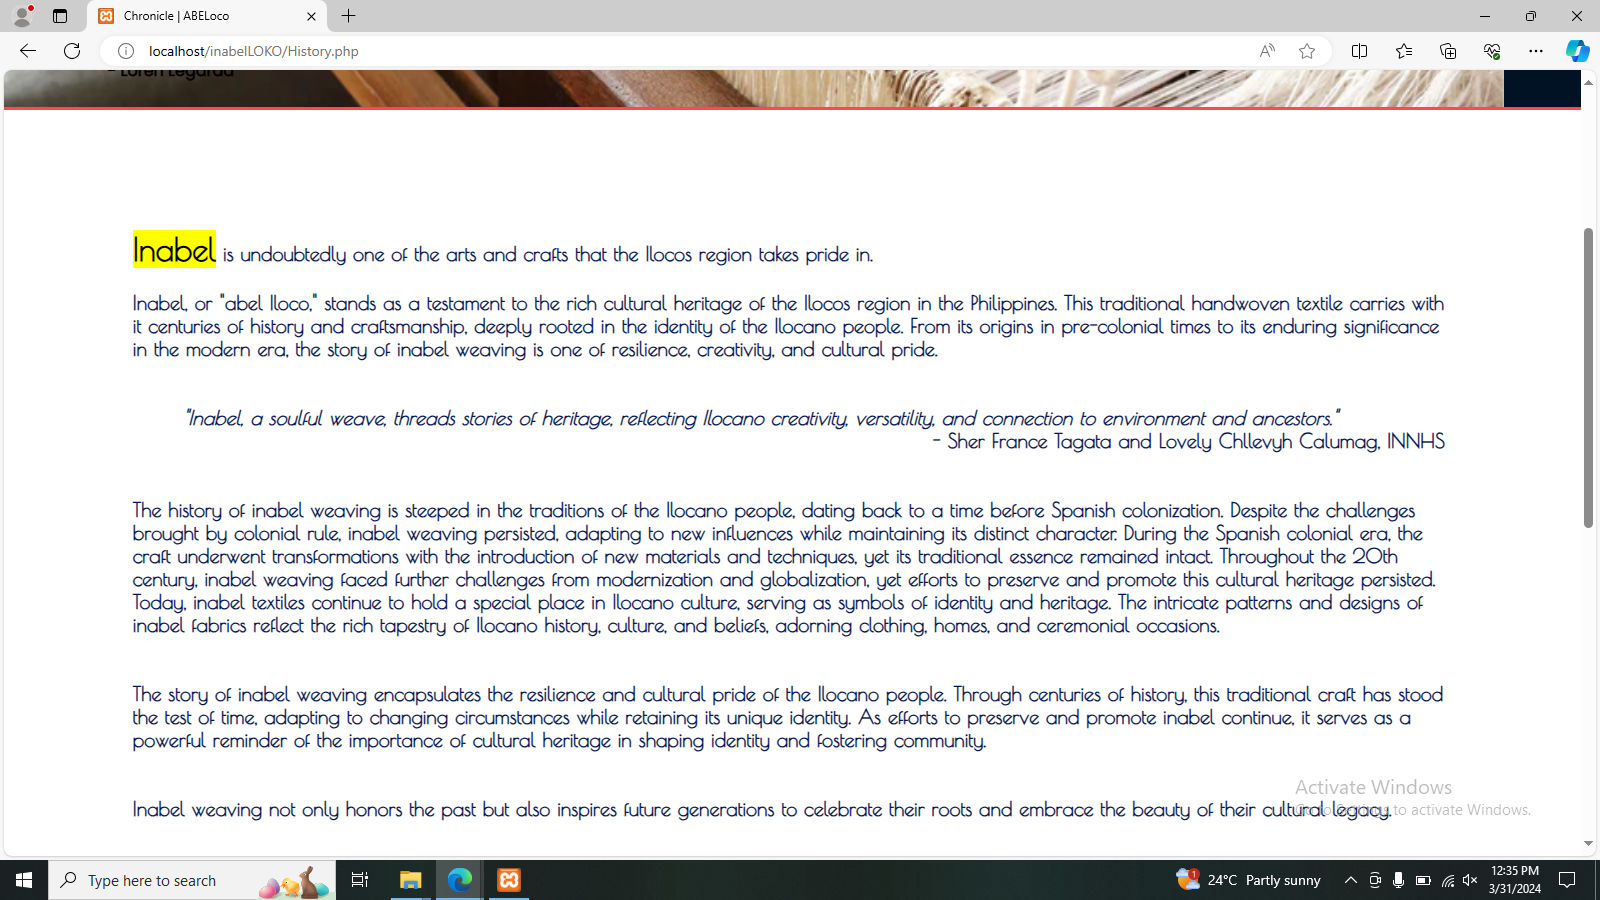 Chronicle | ABELoco
localhost/inabelLOKO/History.php
- Loren Legarda
Inabel is undoubtedly one of the arts and crafts that the Ilocos region takes pride in.
Inabel, or "abel Iloco," stands as a testament to the rich cultural heritage of the Ilocos region in the Philippines. This traditional handwoven textile carries with
it centuries of history and craftsmanship, deeply rooted in the identity of the Ilocano people. From its origins in pre-colonial times to its enduring significance
in the modern era, the story of inabel weaving is one of resilience, creativity, and cultural pride.
"Inabel, a soulful weave, threads stories of heritage, reflecting Ilocano creativity, versatility, and connection to environment and ancestors."
- Sher France Tagata and Lovely Chllevyh Calumag, INNHS
The history of inabel weaving is steeped in the traditions of the Ilocano people, dating back to a time before Spanish colonization. Despite the challenges
brought by colonial rule, inabel weaving persisted, adapting to new influences while maintaining its distinct character. During the Spanish colonial era, the
craft underwent transformations with the introduction of new materials and techniques, yet its traditional essence remained intact. Throughout the 20th
century, inabel weaving faced further challenges from modernization and globalization, yet efforts to preserve and promote this cultural heritage persisted.
Today, inabel textiles continue to hold a special place in Ilocano culture, serving as symbols of identity and heritage. The intricate patterns and designs of
inabel fabrics reflect the rich tapestry of Ilocano history, culture, and beliefs, adorning clothing, homes, and ceremonial occasions.
The story of inabel weaving encapsulates the resilience and cultural pride of the Ilocano people. Through centuries of history, this traditional craft has stood
the test of time, adapting to changing circumstances while retaining its unique identity. As efforts to preserve and promote inabel continue, it serves as a
powerful reminder of the importance of cultural heritage in shaping identity and fostering community.
Activate Windows
Inabel weaving not only honors the past but also inspires future generations to celebrate their roots and embrace the beauty of their cultural legacy.
Go to Settings to activate Windows.
Type here to search
1
24°C Partly sunny
12:35 PM
3/31/2024